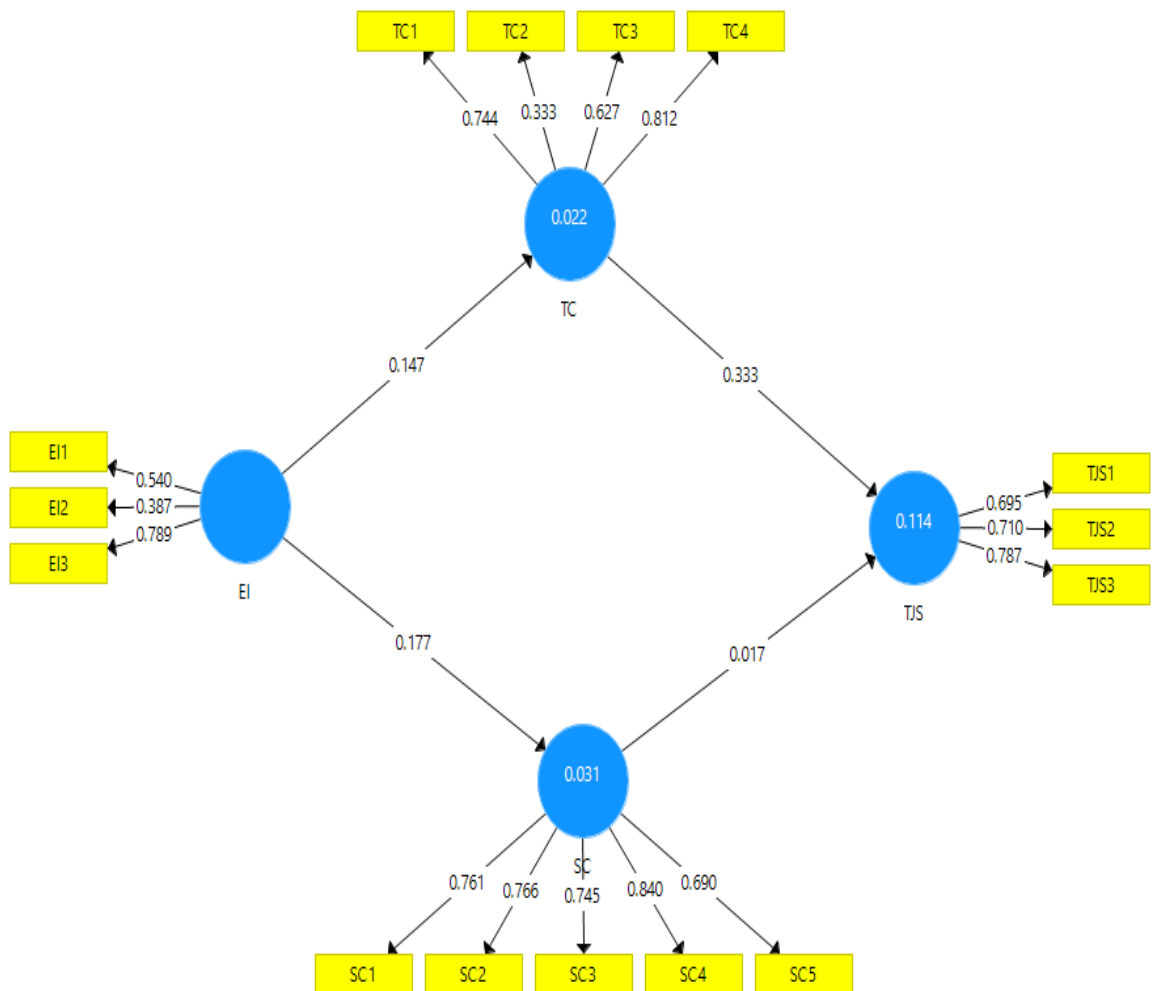 TC1 TC2 TC3 TC4
0.744 0.333 0.627 0.812
0.022
TC
0.147
0.333
EI1
EI2
EI3
0.540
0.387
0.789
EI
0.114
TJS
0.695
0.710
0.787
TJS1
TJS2
TJS3
0.177
0.017
0.031
SC
0.761 0.766 0.745 0.840 0.690
SC1 SC2 SC3 SC4 SC5